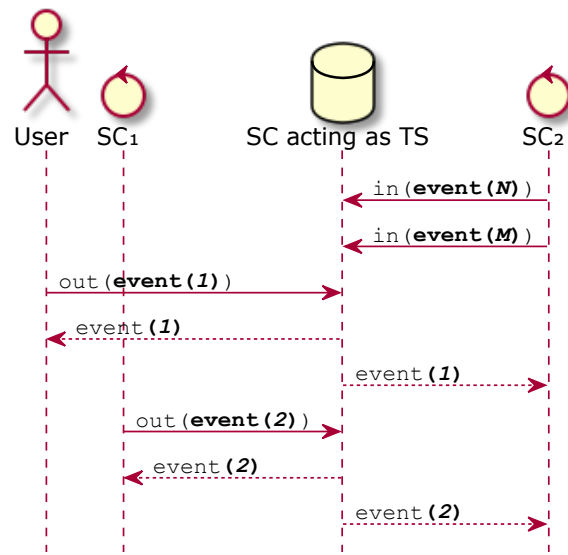 User SC₁ SC acting as TS SC₂
in(event(N))
in(event(M))
out(event(1))
event(1)
event(1)
out(event(2))
event(2)
event(2)